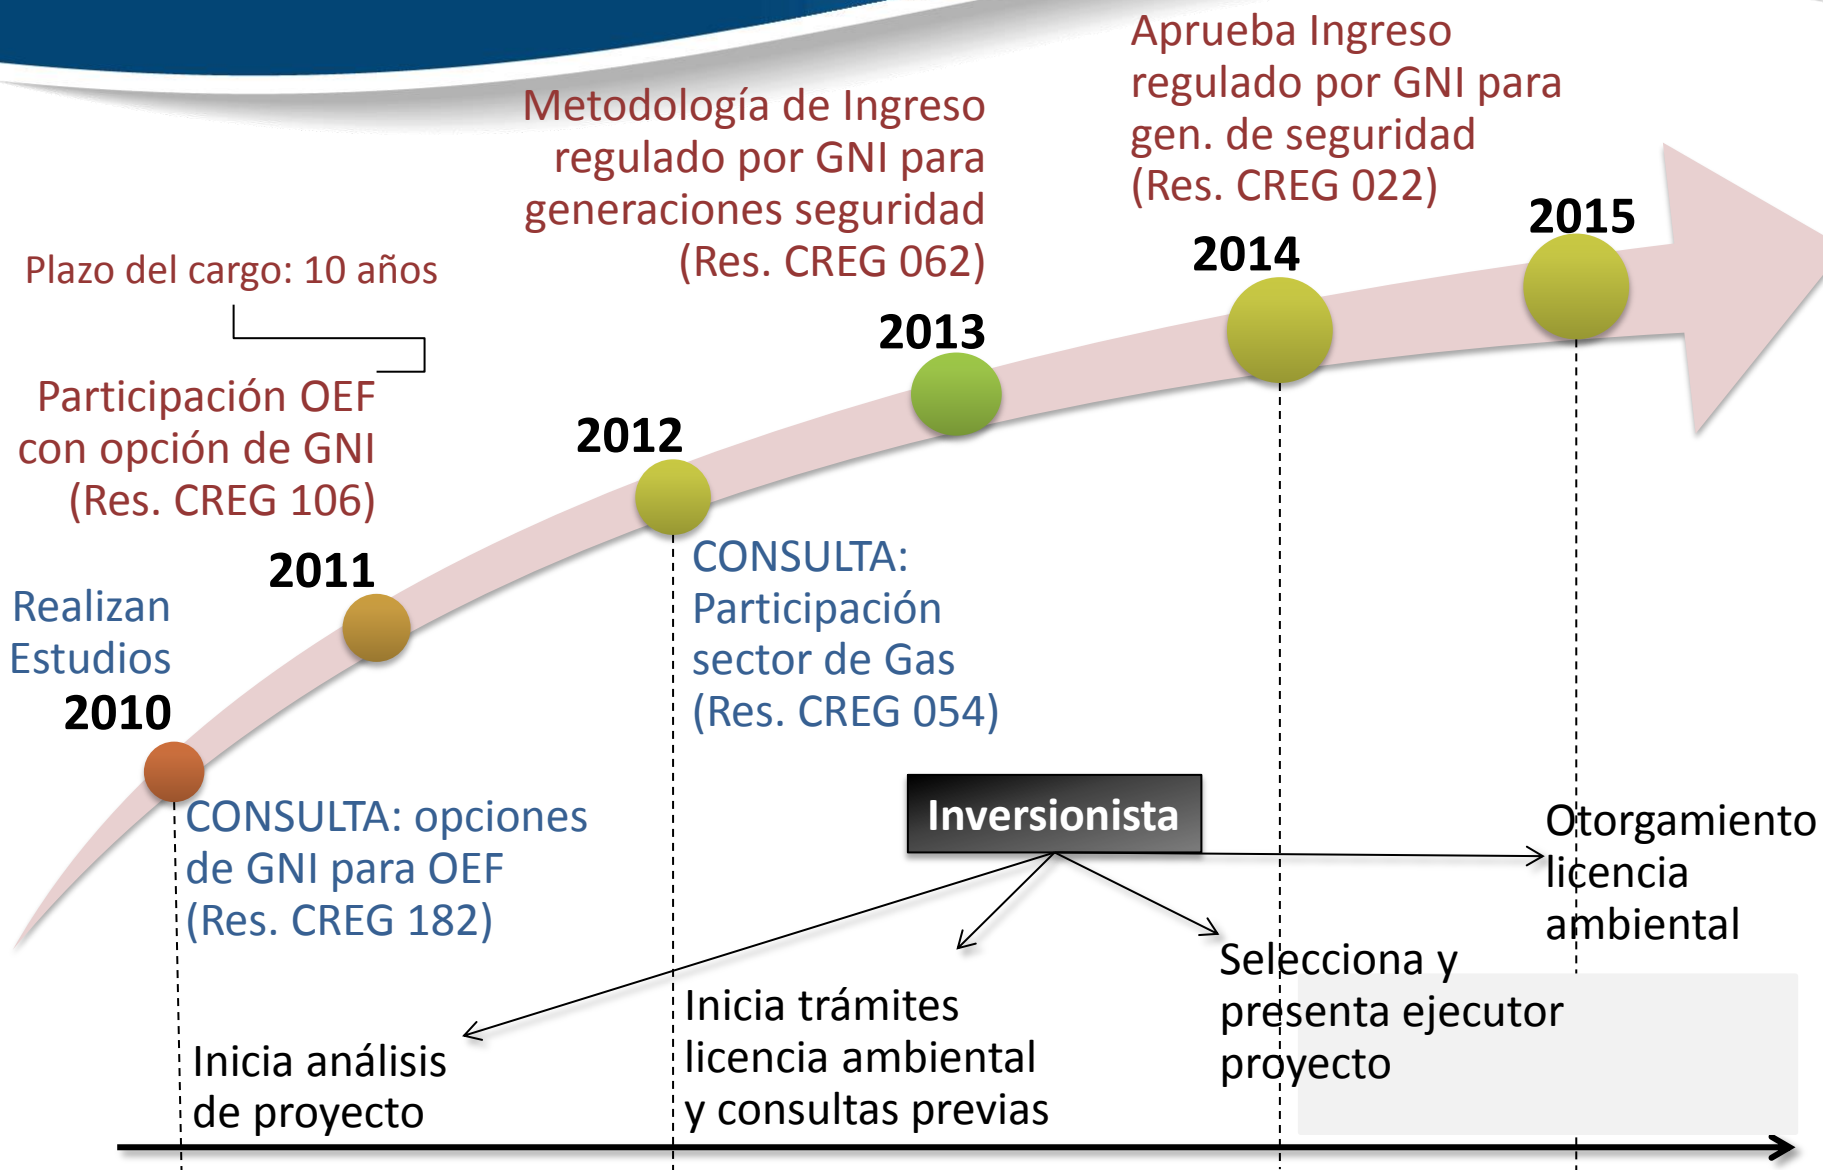 Aprueba Ingreso
regulado por GNI para
gen. de seguridad
(Res. CREG 022)
Metodología de Ingreso
regulado por GNI para
generaciones seguridad
(Res. CREG 062)
Plazo del cargo: 10 años
Participación OEF
con opción de GNI
(Res. CREG 106)
Realizan
Estudios
2010
2011
2012
2013
2014
2015
CONSULTA: opciones
de GNI para OEF
(Res. CREG 182)
CONSULTA:
Participación
sector de Gas
(Res. CREG 054)
Inversionista
Inicia análisis
de proyecto
Inicia trámites
licencia ambiental
y consultas previas
Selecciona y
presenta ejecutor
proyecto
Otorgamiento
licencia
ambiental